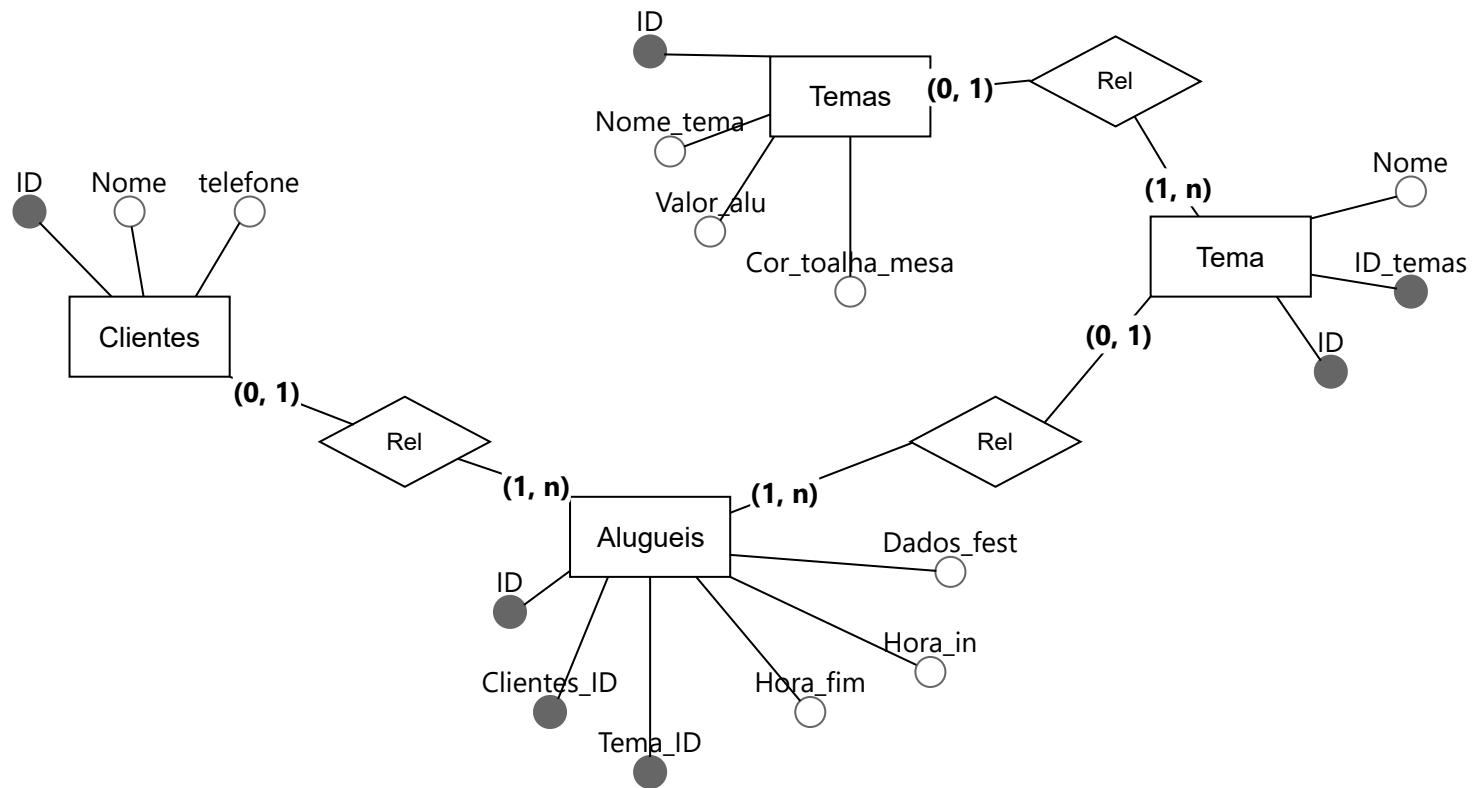 ID
Temas
(0, 1)
Rel
Nome_tema
Valor_alu
Cor_toalha_mesa
(1, n)
Nome
Tema
ID_temas
ID
ID
Nome
telefone
Clientes
(0, 1)
Rel
(1, n)
(0, 1)
Rel
(1, n)
Alugueis
Dados_fest
Hora_in
Hora_fim
ID
Clientes_ID
Tema_ID